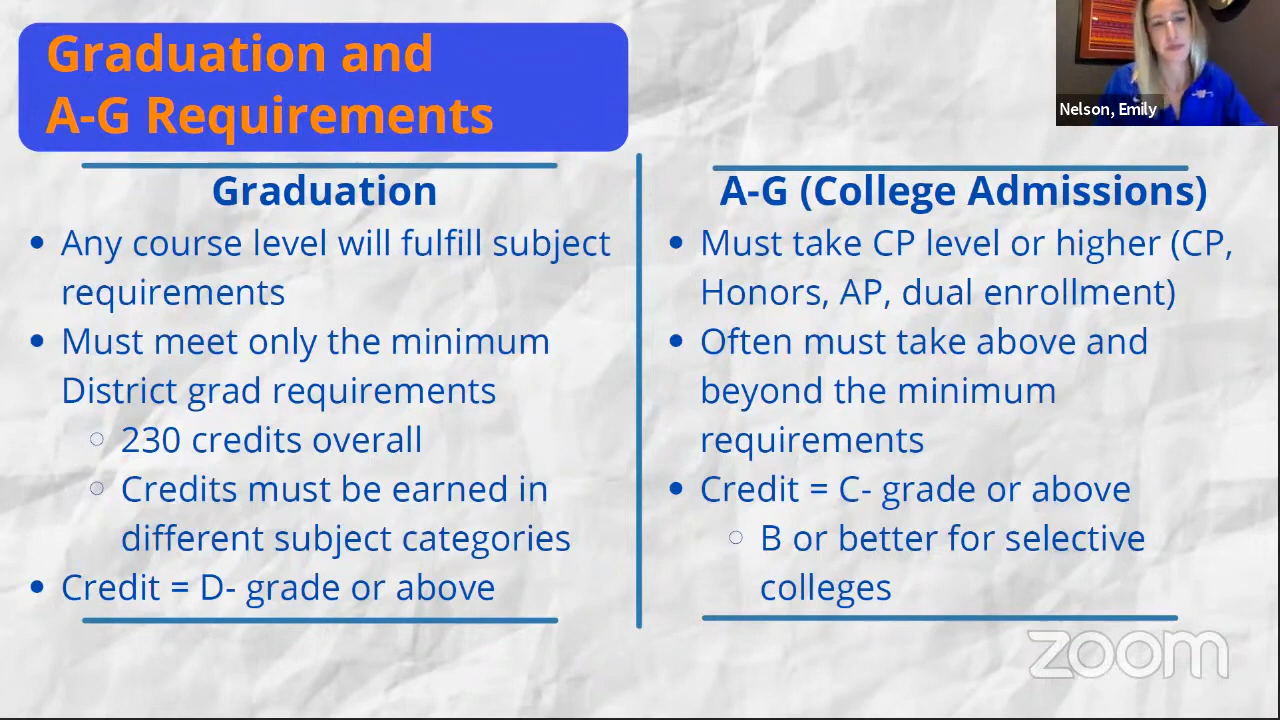 Graduation and
A-G Requirements
Nelson, Emily
Graduation
• Any course level will fulfill subject
requirements
• Must meet only the minimum
District grad requirements
○ 230 credits overall
○ Credits must be earned in
different subject categories
• Credit = D- grade or above
A-G (College Admissions)
• Must take CP level or higher (CP,
Honors, AP, dual enrollment)
• Often must take above and
beyond the minimum
requirements
• Credit = C- grade or above
○ B or better for selective
colleges
zoom